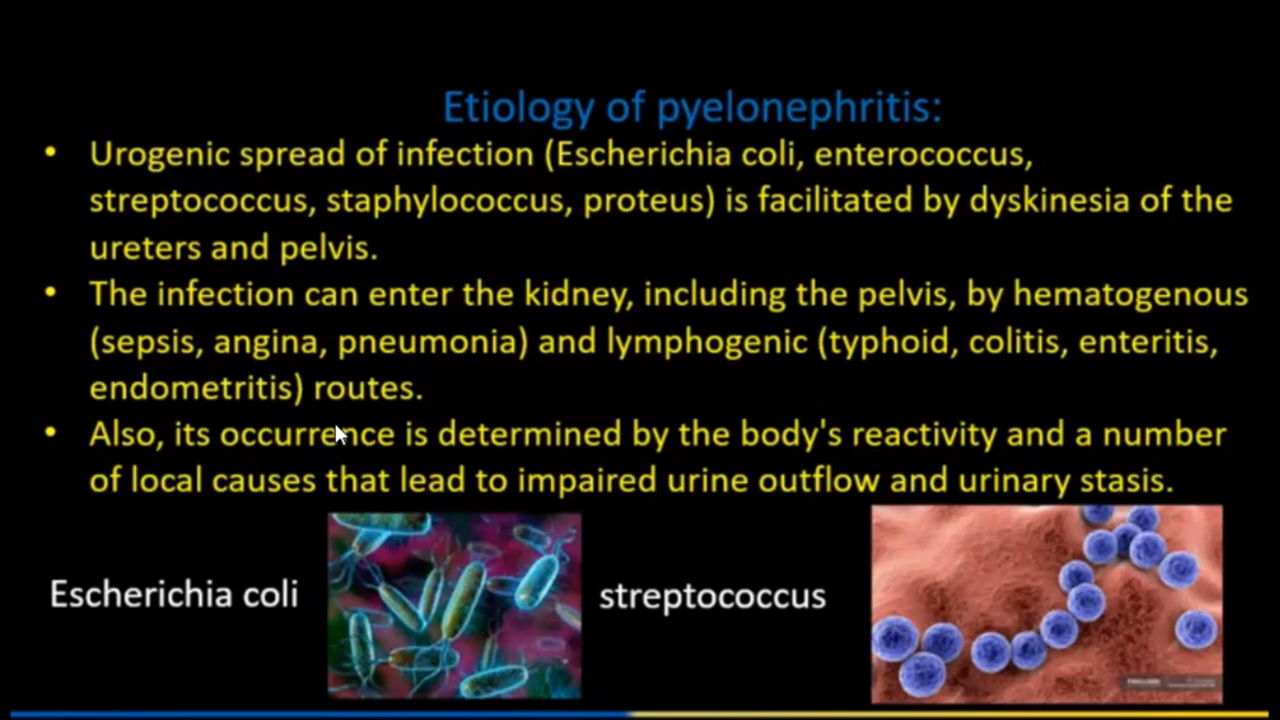 Etiology of pyelonephritis:
• Urogenic spread of infection (Escherichia coli, enterococcus,
streptococcus, staphylococcus, proteus) is facilitated by dyskinesia of the
ureters and pelvis.
• The infection can enter the kidney, including the pelvis, by hematogenous
(sepsis, angina, pneumonia) and lymphogenic (typhoid, colitis, enteritis,
endometritis) routes.
• Also, its occurrence is determined by the body's reactivity and a number
of local causes that lead to impaired urine outflow and urinary stasis.
Escherichia coli
streptococcus